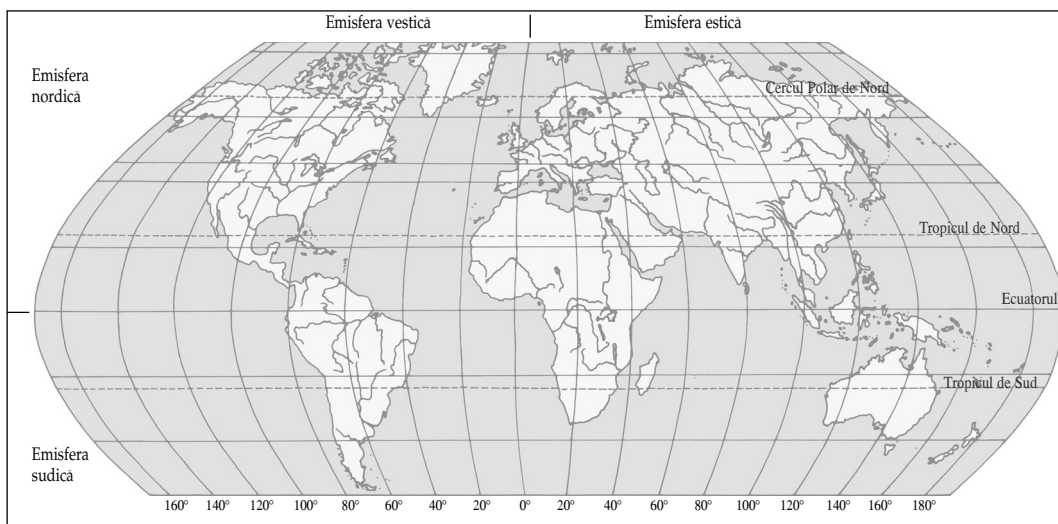 Emisfera vestică
Emisfera estică
Emisfera
nordică
Cercul Polar de Nord
Tropicul de Nord
Ecuatorul
Tropicul de Sud
Emisfera
sudică
160° 140° 120° 100° 80° 60° 40° 20° 0° 20° 40° 60° 80° 100° 120° 140° 160° 180°